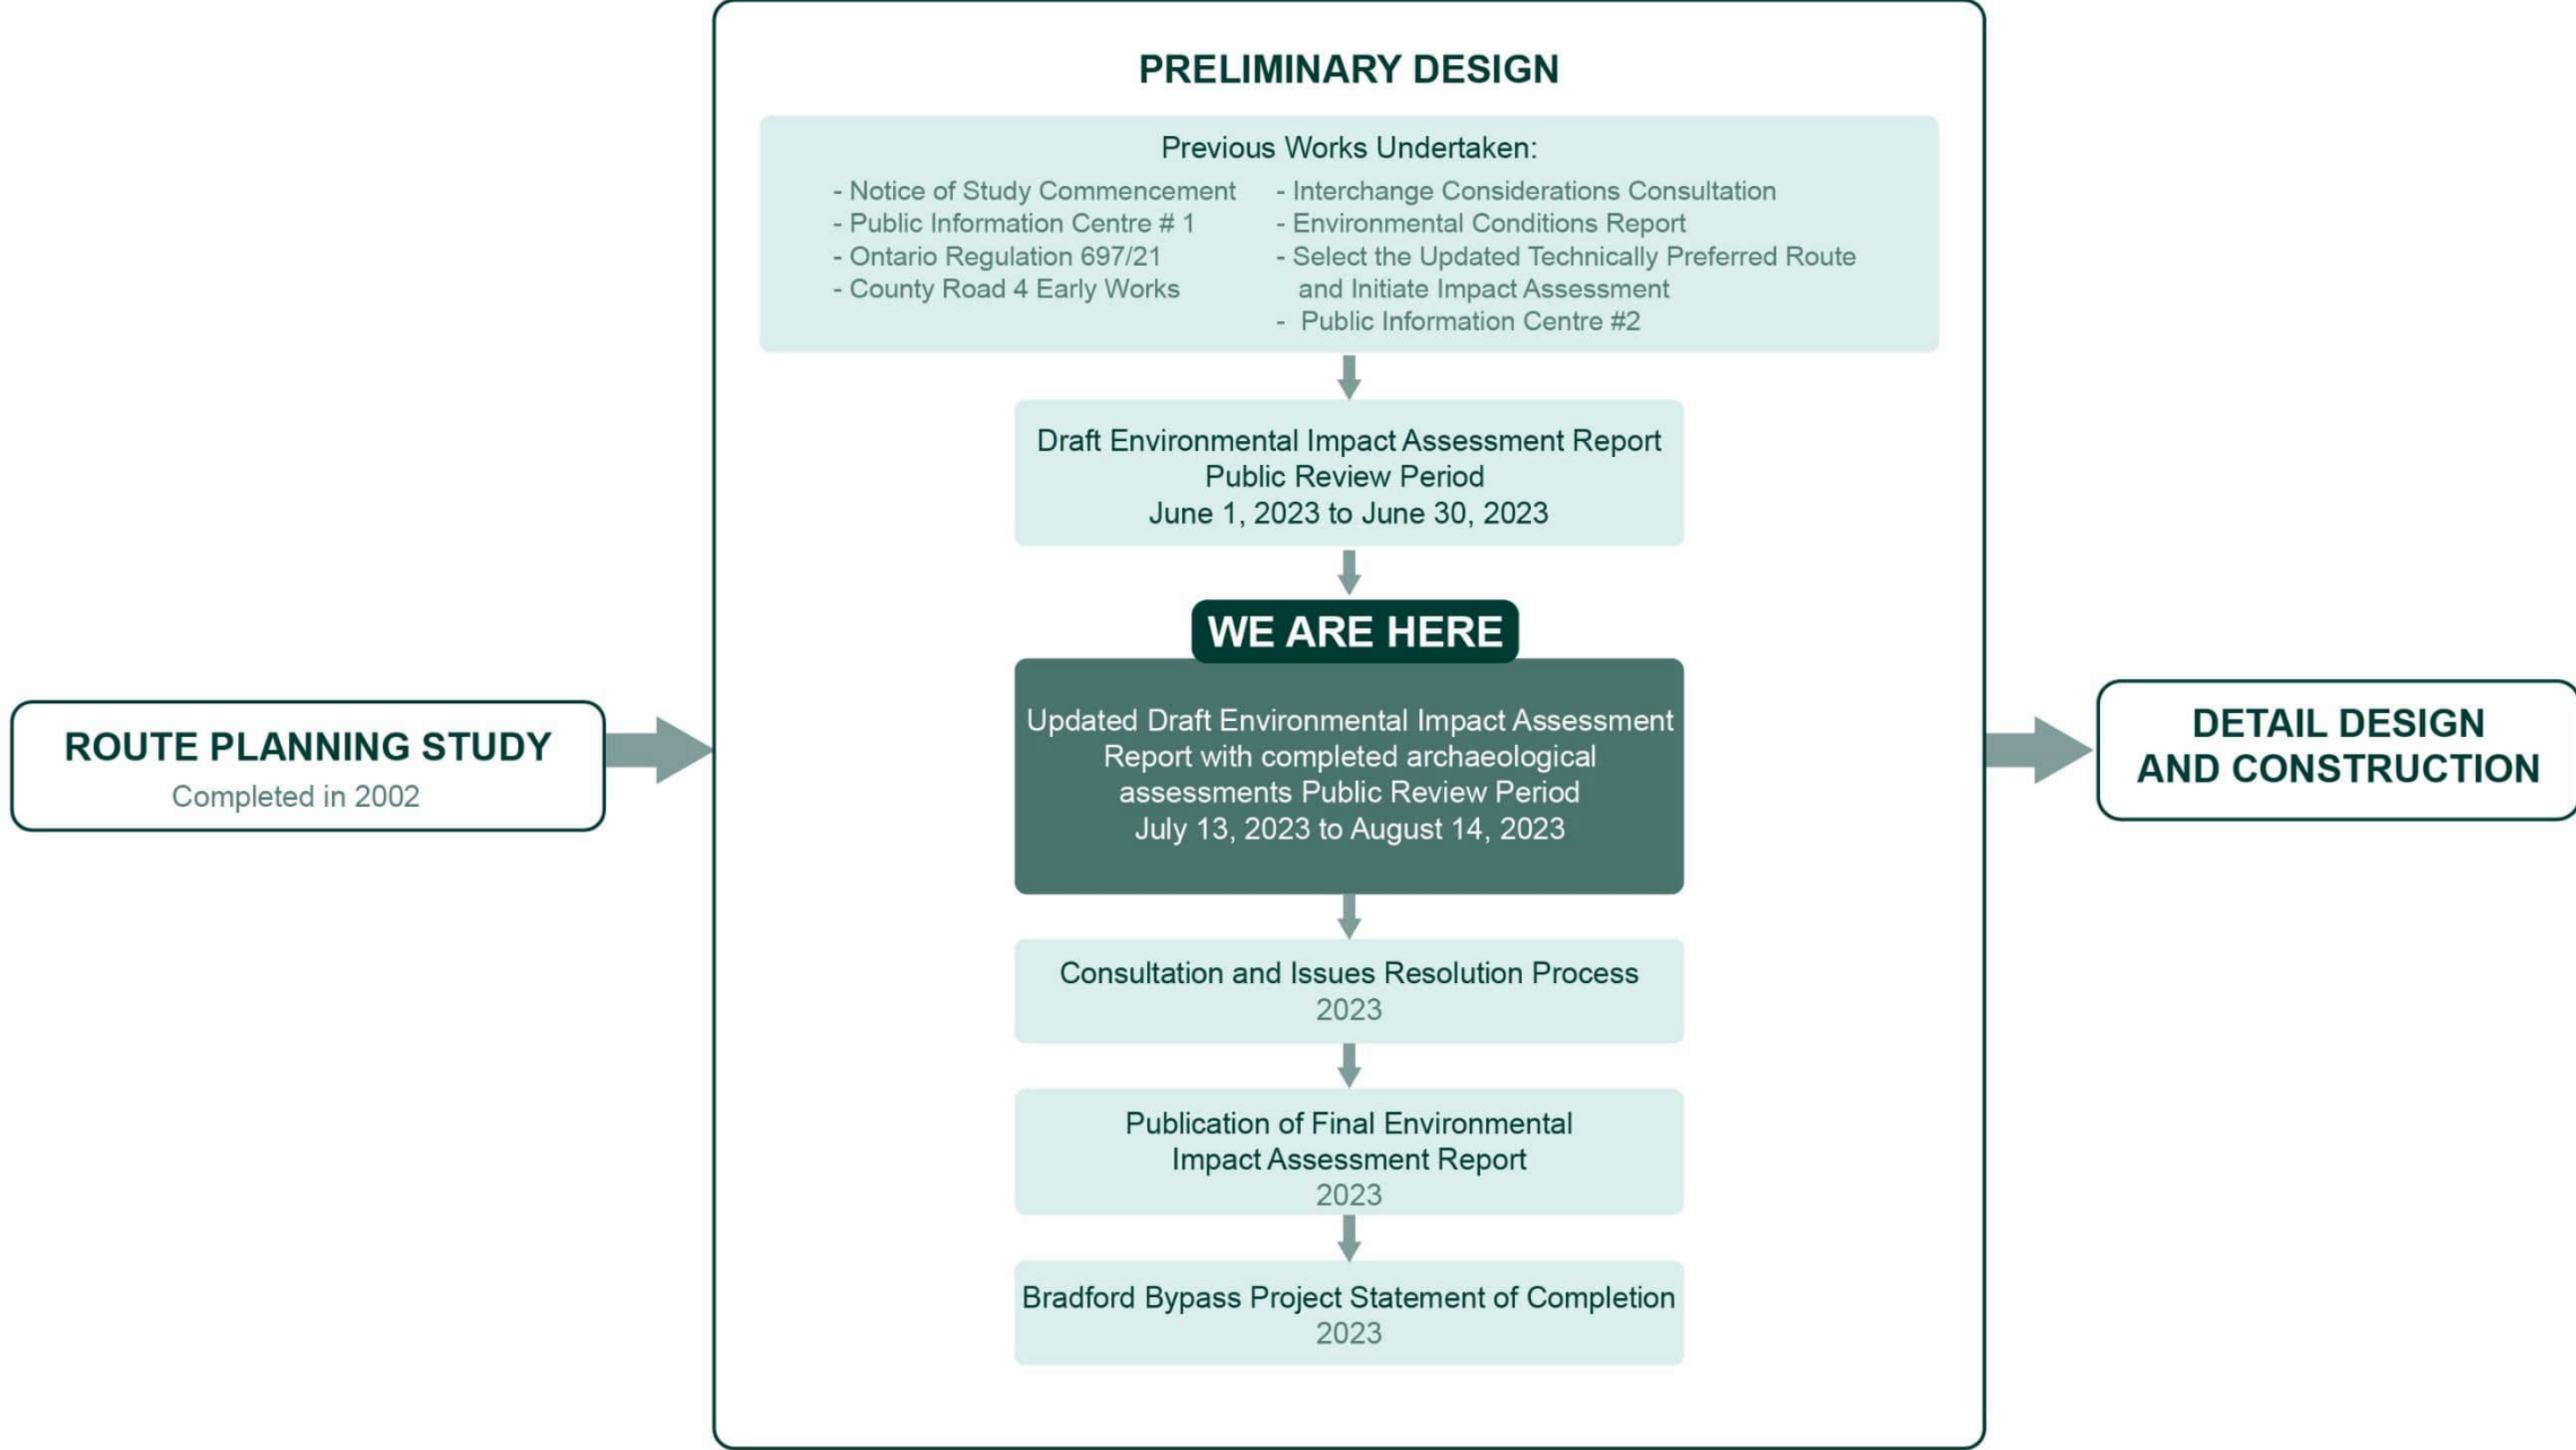 PRELIMINARY DESIGN
Previous Works Undertaken:
- Notice of Study Commencement
- Public Information Centre # 1
- Ontario Regulation 697/21
- County Road 4 Early Works
- Interchange Considerations Consultation
- Environmental Conditions Report
- Select the Updated Technically Preferred Route
and Initiate Impact Assessment
- Public Information Centre #2
Draft Environmental Impact Assessment Report
Public Review Period
June 1, 2023 to June 30, 2023
WE ARE HERE
Updated Draft Environmental Impact Assessment
Report with completed archaeological
assessments Public Review Period
July 13, 2023 to August 14, 2023
ROUTE PLANNING STUDY
Completed in 2002
DETAIL DESIGN
AND CONSTRUCTION
Consultation and Issues Resolution Process
2023
Publication of Final Environmental
Impact Assessment Report
2023
Bradford Bypass Project Statement of Completion
2023